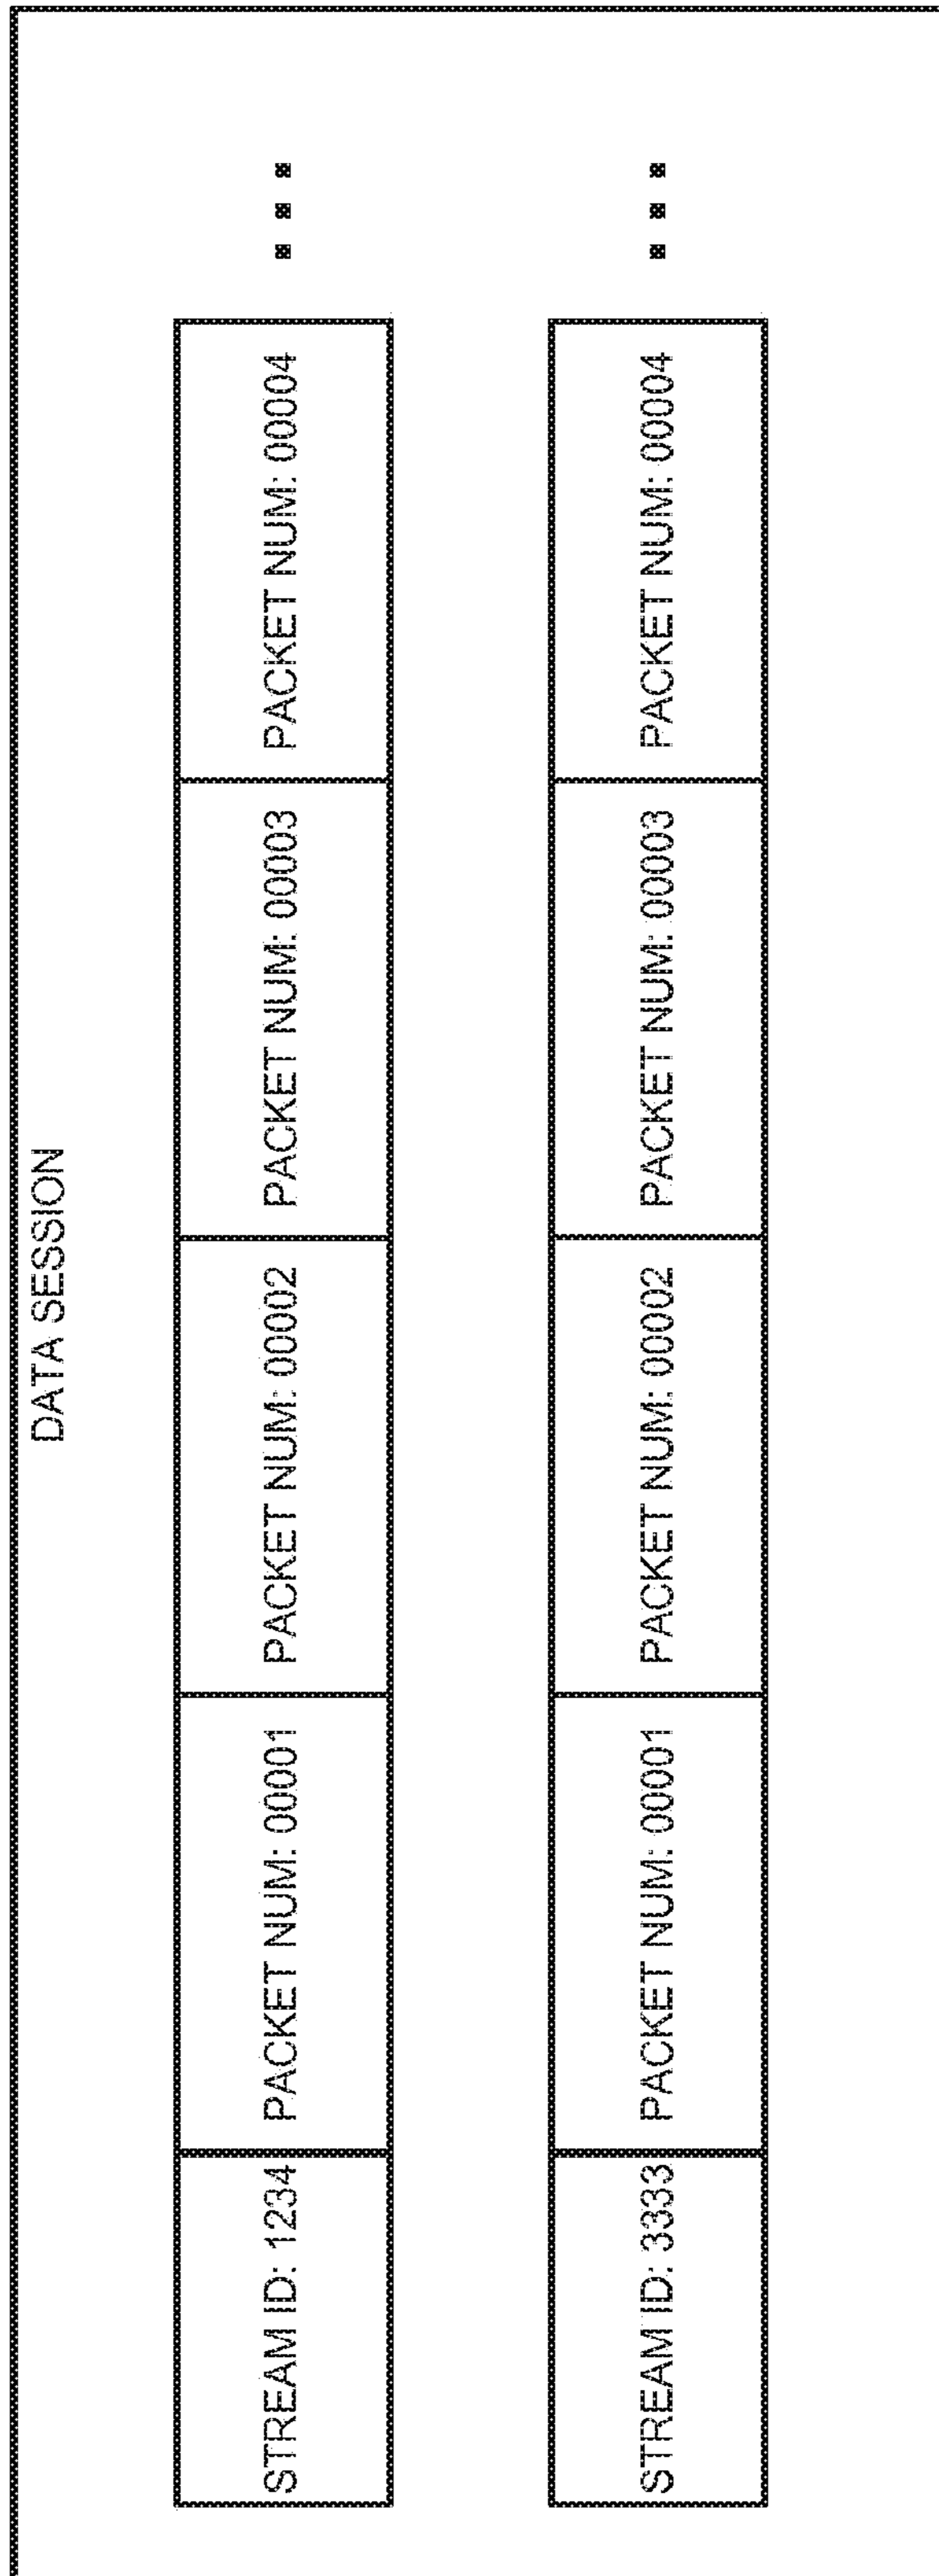 DATA SESSION
STREAM ID: 1234
PACKET NUM: 00001
PACKET NUM: 00002
PACKET NUM: 00003
PACKET NUM: 00004
STREAM ID: 3333
PACKET NUM: 00001
PACKET NUM: 00002
PACKET NUM: 00003
PACKET NUM: 00004